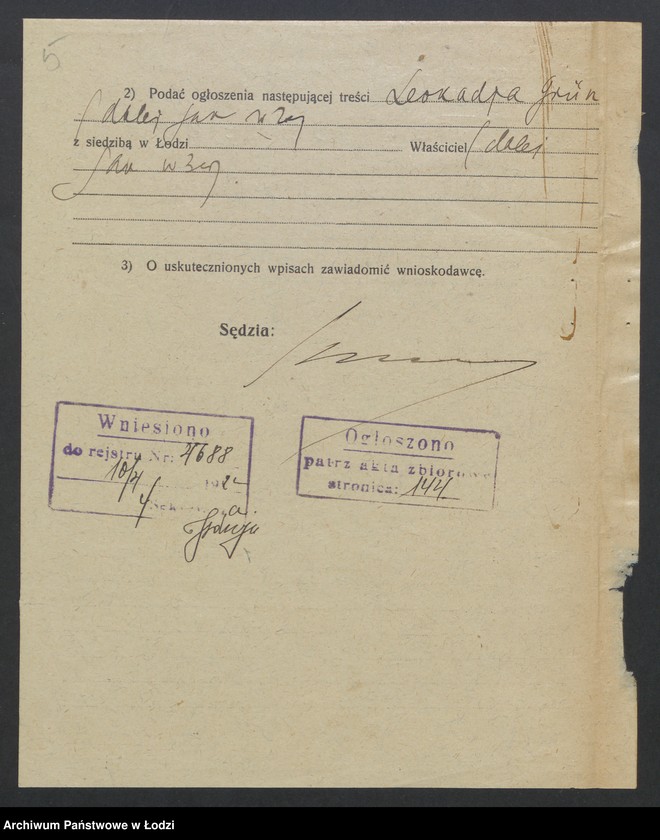 5
2) Podać ogłoszenia następującej treści Leokadja Grün
(dalej jak wżej
z siedzibą w Łodzi Właściciel (dalej
jak wżej
3) O uskutecznionych wpisach zawiadomić wnioskodawcę.
Sędzia:
Wniesiono
do rejstru Nr: 4688
10/4 192
Ogłoszono
patrz akta zbiorowe
stronica: 144
Archiwum Państwowe w Łodzi